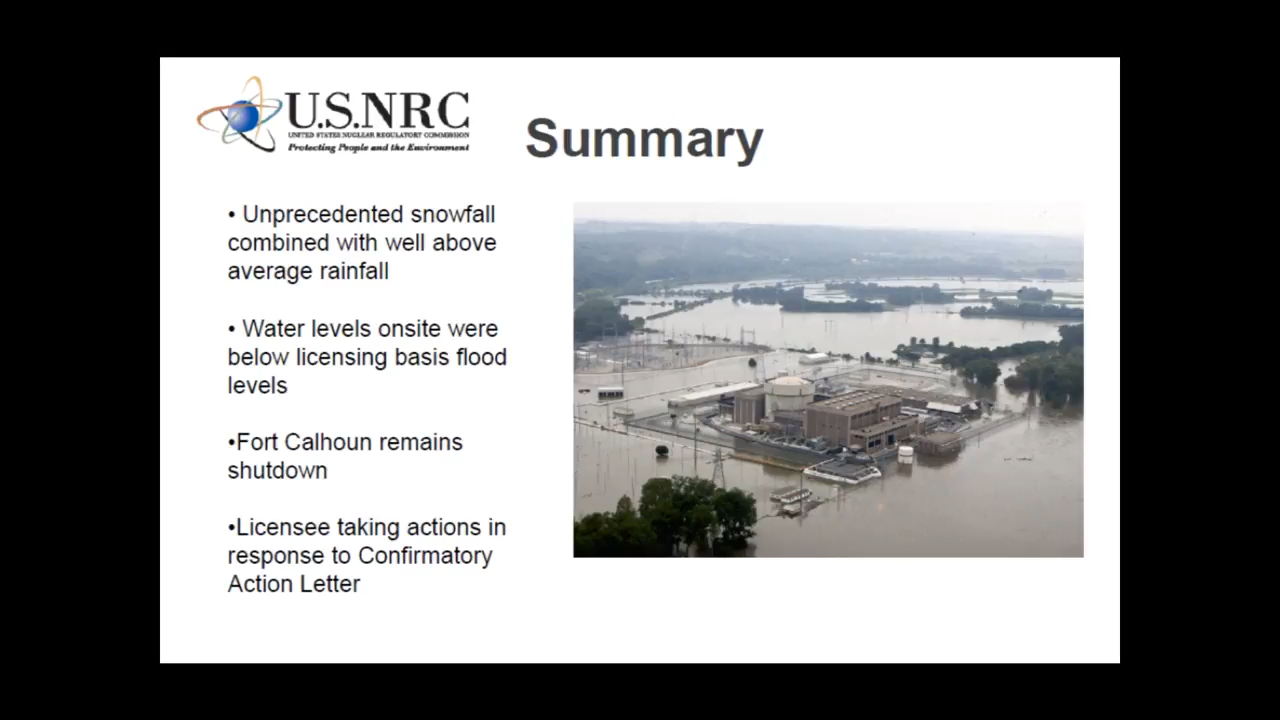 U.S.NRC
UNITED STATES NUCLEAR REGULATORY COMMISSION
Protecting People and the Environment
Summary
• Unprecedented snowfall
combined with well above
average rainfall
• Water levels onsite were
below licensing basis flood
levels
•Fort Calhoun remains
shutdown
•Licensee taking actions in
response to Confirmatory
Action Letter